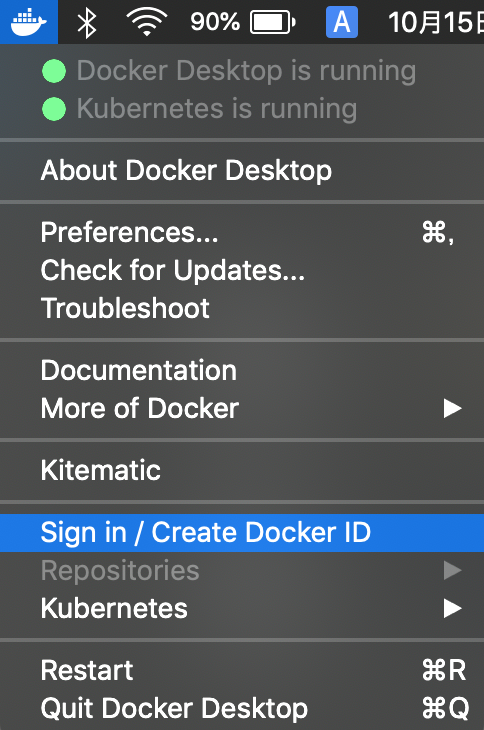 90% A 10月15日
Docker Desktop is running
Kubernetes is running
About Docker Desktop
Preferences... ⌘,
Check for Updates...
Troubleshoot
Documentation
More of Docker ▶
Kitematic
Sign in / Create Docker ID
Repositories ▶
Kubernetes ▶
Restart ⌘R
Quit Docker Desktop ⌘Q